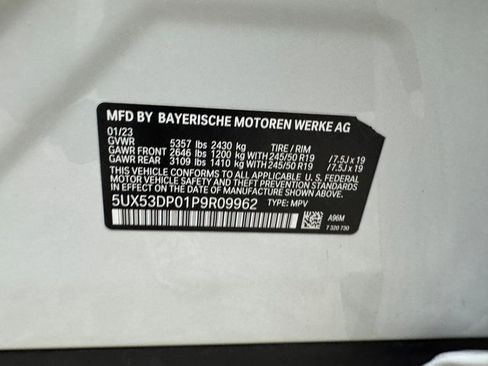 MFD BY BAYERISCHE MOTOREN WERKE AG
01/23
GVWR 5357 lbs 2430 kg TIRE / RIM
GAWR FRONT 2646 lbs 1200 kg WITH 245/50 R19 / 7.5J x 19
GAWR REAR 3109 lbs 1410 kg WITH 245/50 R19 / 7.5J x 19
THIS VEHICLE CONFORMS TO ALL APPLICABLE U.S. FEDERAL
MOTOR VEHICLE SAFETY AND THEFT PREVENTION STANDARDS
IN EFFECT ON THE DATE OF MANUFACTURE SHOWN ABOVE.
5UX53DP01P9R09962 TYPE: MPV
A96M
7 320 730